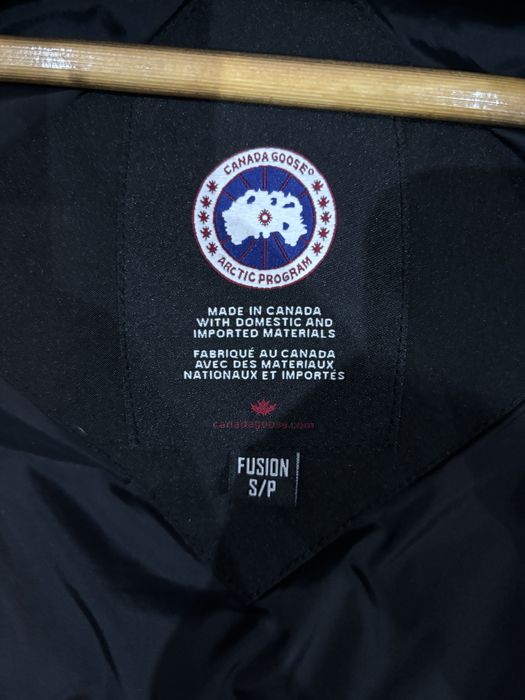 CANADA GOOSE®
ARCTIC PROGRAM
MADE IN CANADA
WITH DOMESTIC AND
IMPORTED MATERIALS
FABRIQUÉ AU CANADA
AVEC DES MATERIAUX
NATIONAUX ET IMPORTÉS
canadagoose.com
FUSION
S/P